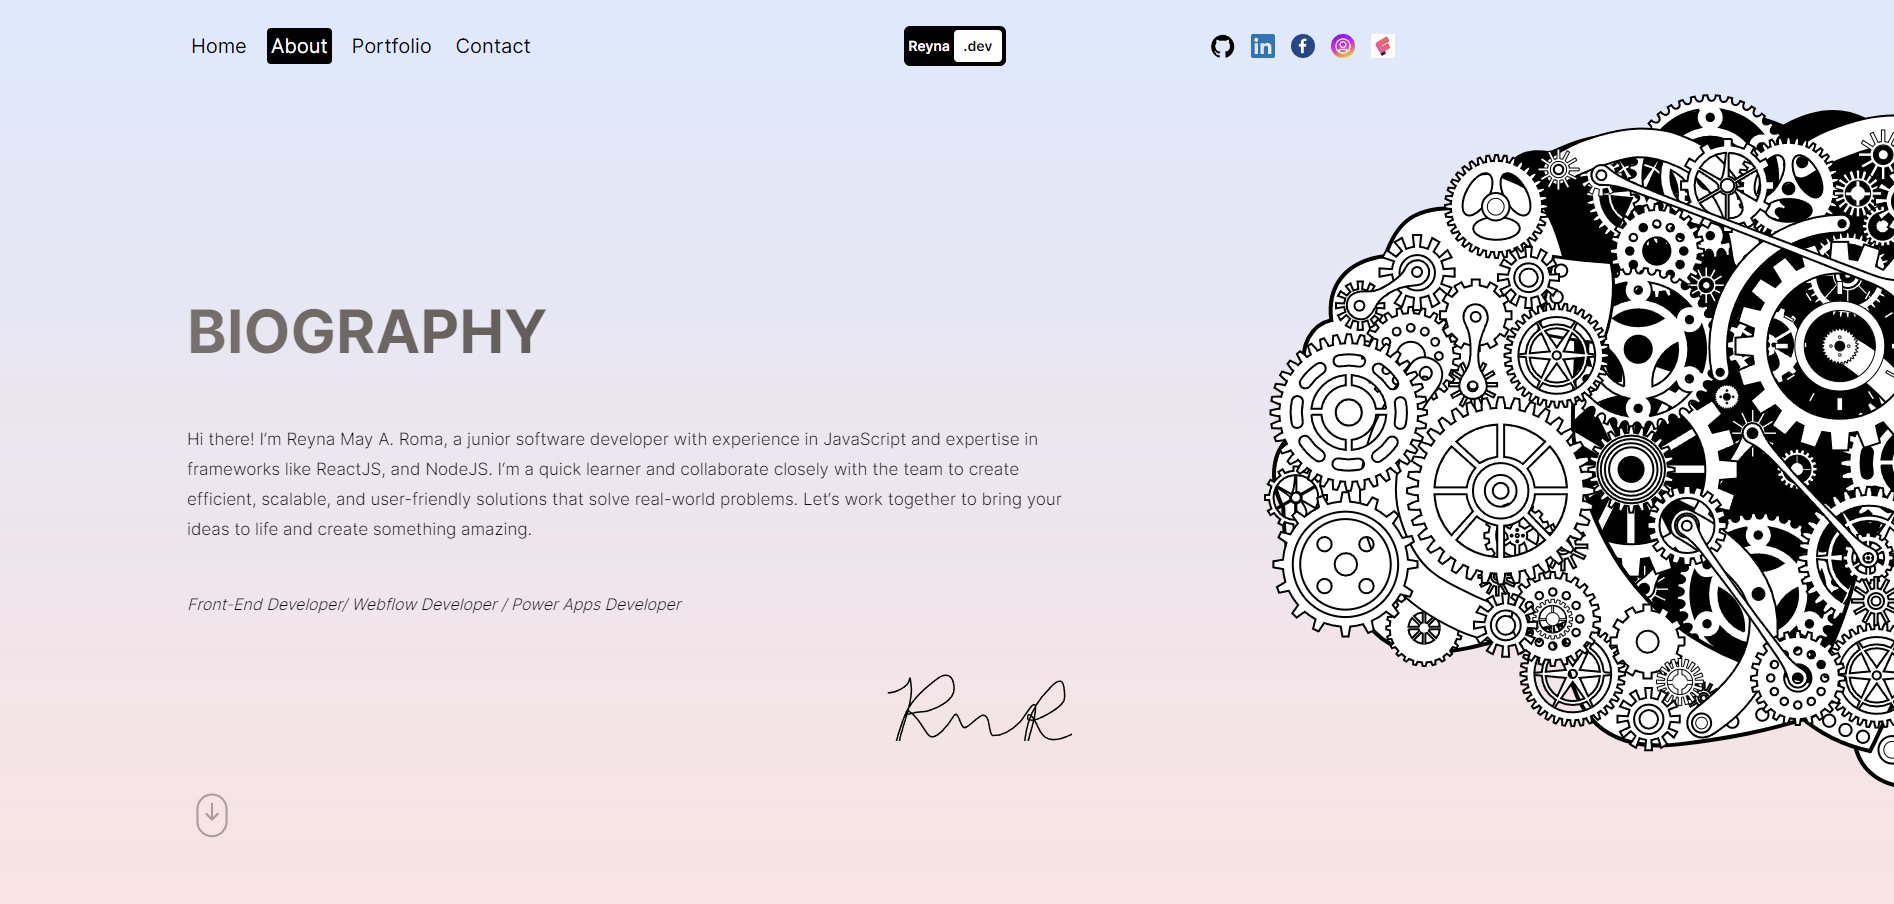 Home About Portfolio Contact
Reyna .dev
in
BIOGRAPHY
Hi there! I'm Reyna May A. Roma, a junior software developer with experience in JavaScript and expertise in
frameworks like ReactJS, and NodeJS. I'm a quick learner and collaborate closely with the team to create
efficient, scalable, and user-friendly solutions that solve real-world problems. Let's work together to bring your
ideas to life and create something amazing.
Front-End Developer/ Webflow Developer / Power Apps Developer
RmR